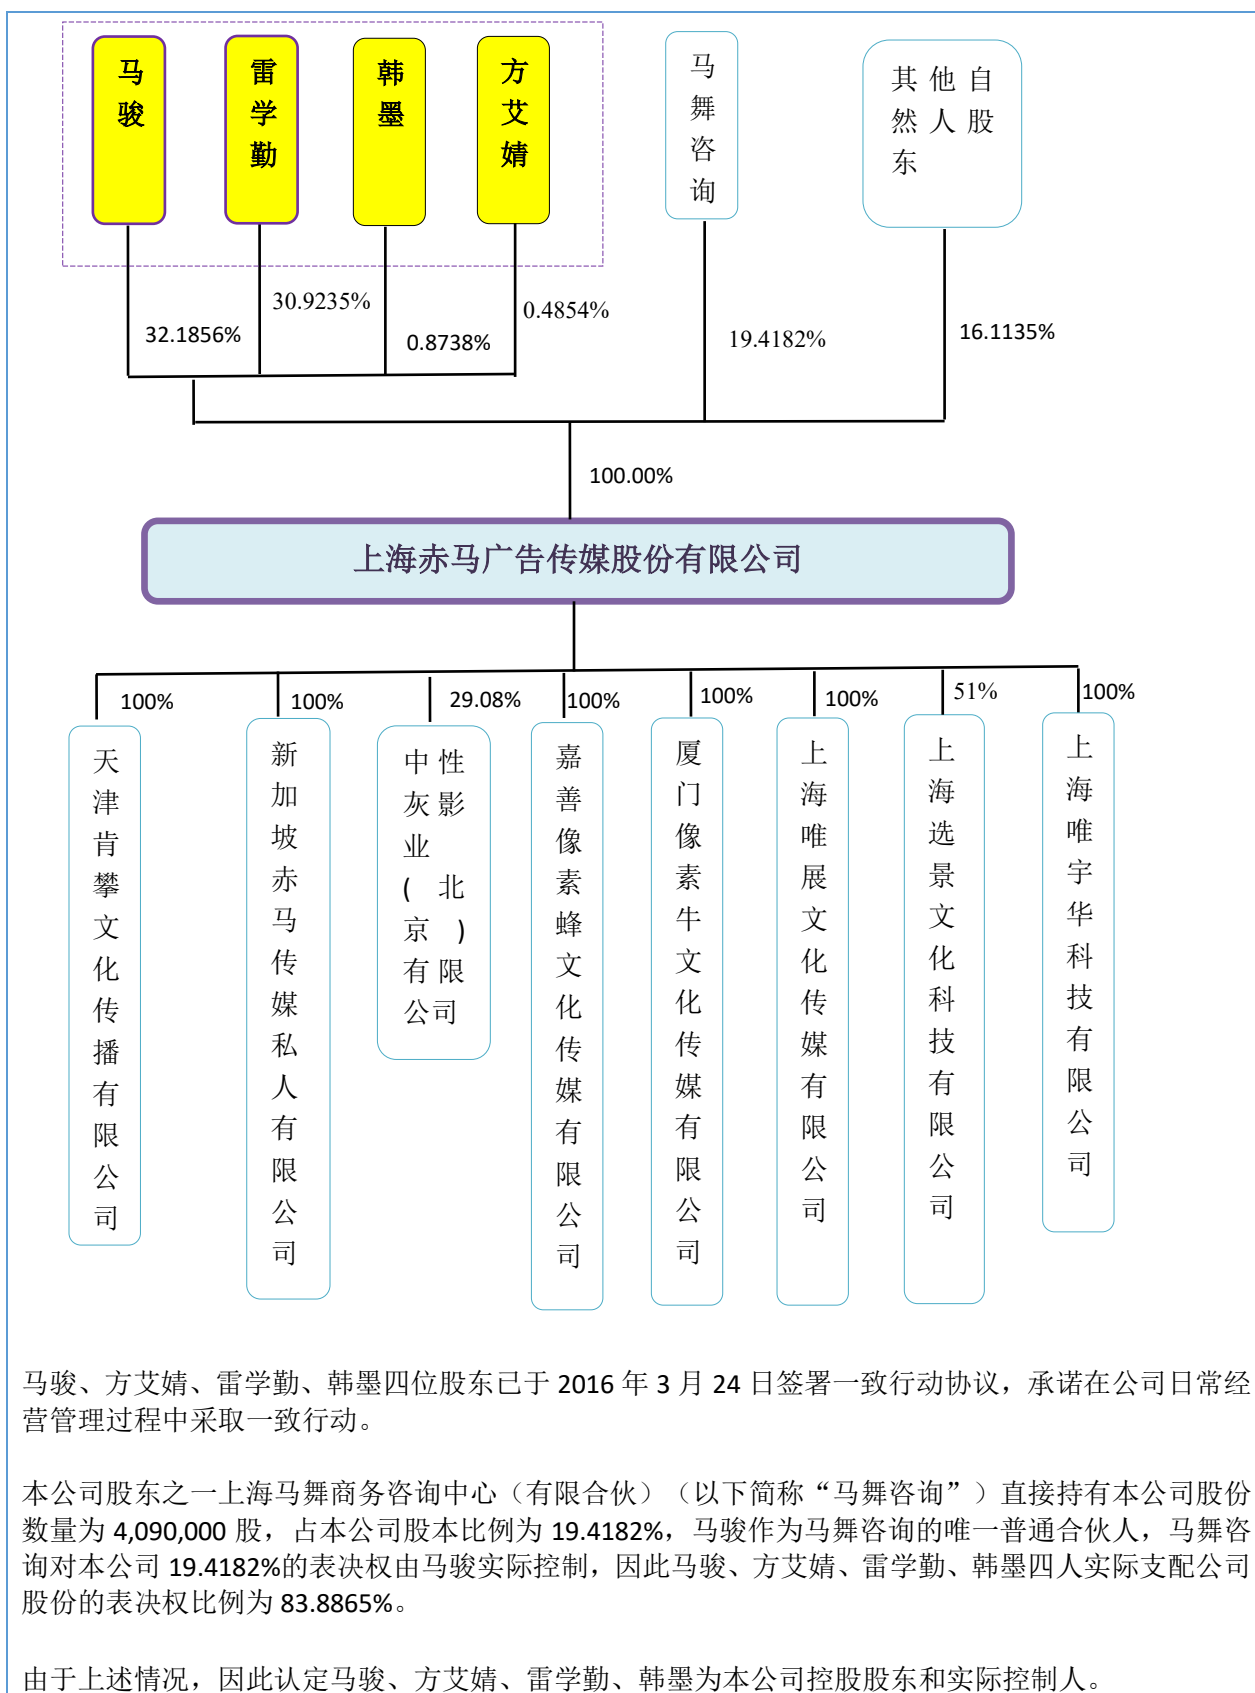 马骏
雷学勤
韩墨
方艾婧
马舞咨询
其他自
然人股
东
32.1856%
30.9235%
0.8738%
0.4854%
19.4182%
16.1135%
100.00%
上海赤马广告传媒股份有限公司
100%
100%
29.08%
100%
100%
100%
51%
100%
天津肯攀文化传播有限公司
新加坡赤马传媒私人有限公司
中性
灰影
业
(北
京)
有限
公司
嘉善像素蜂文化传媒有限公司
厦门像素牛文化传媒有限公司
上海唯展文化传媒有限公司
上海选景文化科技有限公司
上海唯宇华科技有限公司
马骏、方艾婧、雷学勤、韩墨四位股东已于 2016 年 3 月 24 日签署一致行动协议，承诺在公司日常经
营管理过程中采取一致行动。
本公司股东之一上海马舞商务咨询中心（有限合伙）（以下简称“马舞咨询”）直接持有本公司股份
数量为 4,090,000 股，占本公司股本比例为 19.4182%，马骏作为马舞咨询的唯一普通合伙人，马舞咨
询对本公司 19.4182%的表决权由马骏实际控制，因此马骏、方艾婧、雷学勤、韩墨四人实际支配公司
股份的表决权比例为 83.8865%。
由于上述情况，因此认定马骏、方艾婧、雷学勤、韩墨为本公司控股股东和实际控制人。